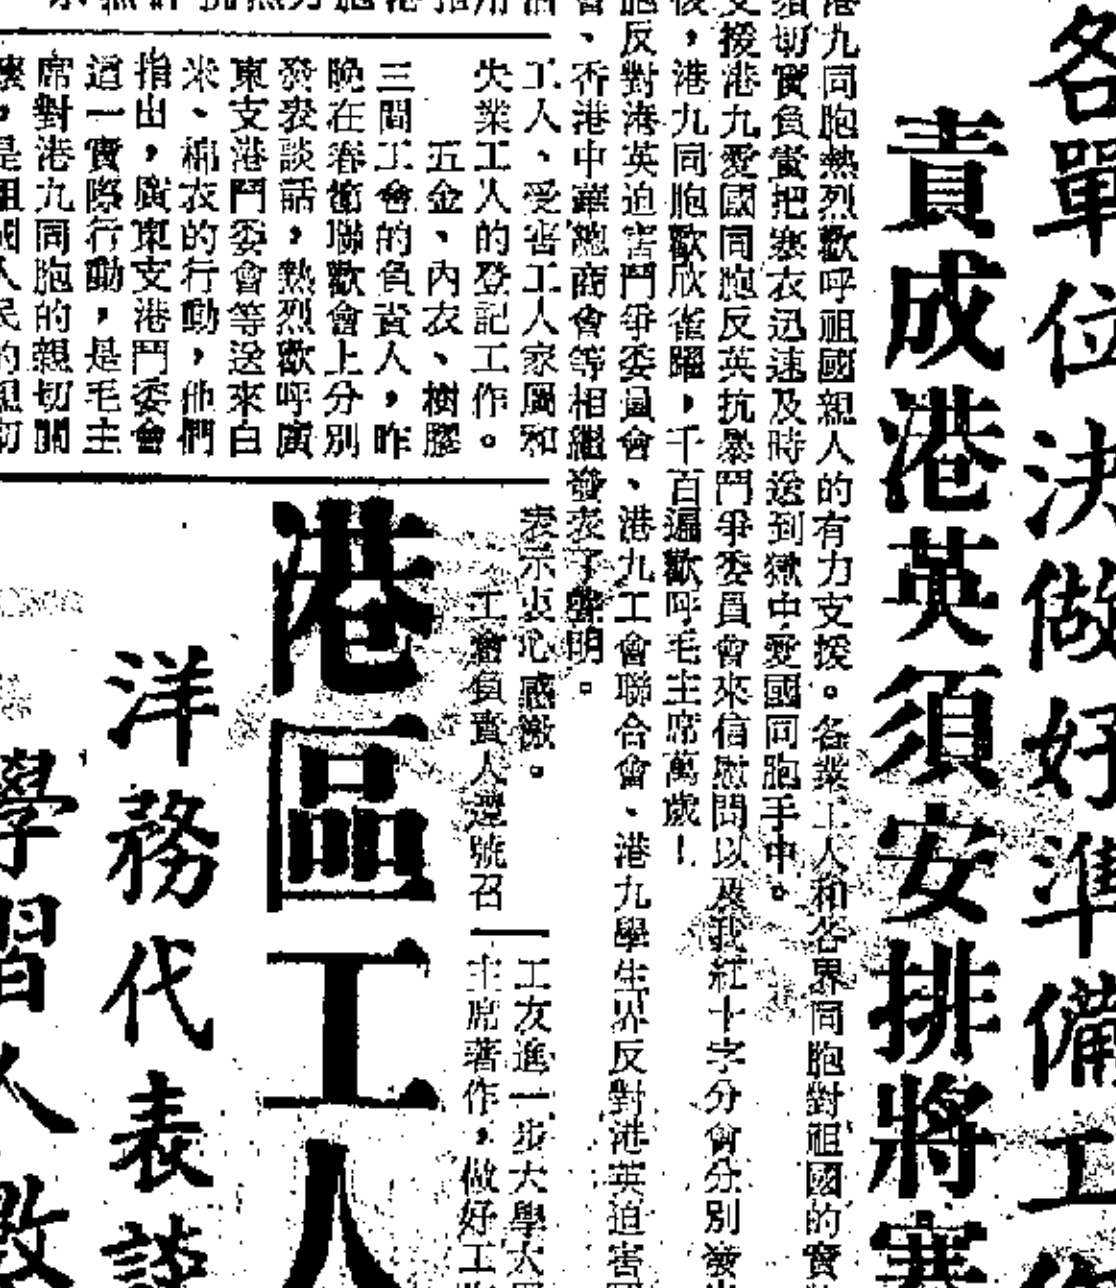 各單位決做好準備工
責成港英須安排將寒
港九同胞熱烈歡呼祖國親人的有力支援。各業工人和各界同胞對祖國的實
須切實負責把寒衣迅速及時送到獄中愛國同胞手中。
支援港九愛國同胞反英抗暴鬥爭委員會來信慰問以及我紅十字分會分別發
後，港九同胞歡欣雀躍，千百遍歡呼毛主席萬歲！
胞反對港英迫害鬥爭委員會、港九工會聯合會、港九學生界反對港英迫害
會、香港中華總商會等相繼發表了聲明。
工人、受害工人家屬和
失業工人的登記工作。
五金、內衣、樹膠
三間工會的負責人，昨
晚在春節聯歡會上分別
發表談話，熱烈歡呼廣
東支港鬥委會等送來白
米、棉衣的行動，他們
指出，廣東支港鬥委會
這一實際行動，是毛主
席對港九同胞的親切關
懷，是祖國人民的親切
表示衷心感激。
工會負責人還號召
工友進一步大學
主席著作，做好工
港區工人
洋務代表談
學習人